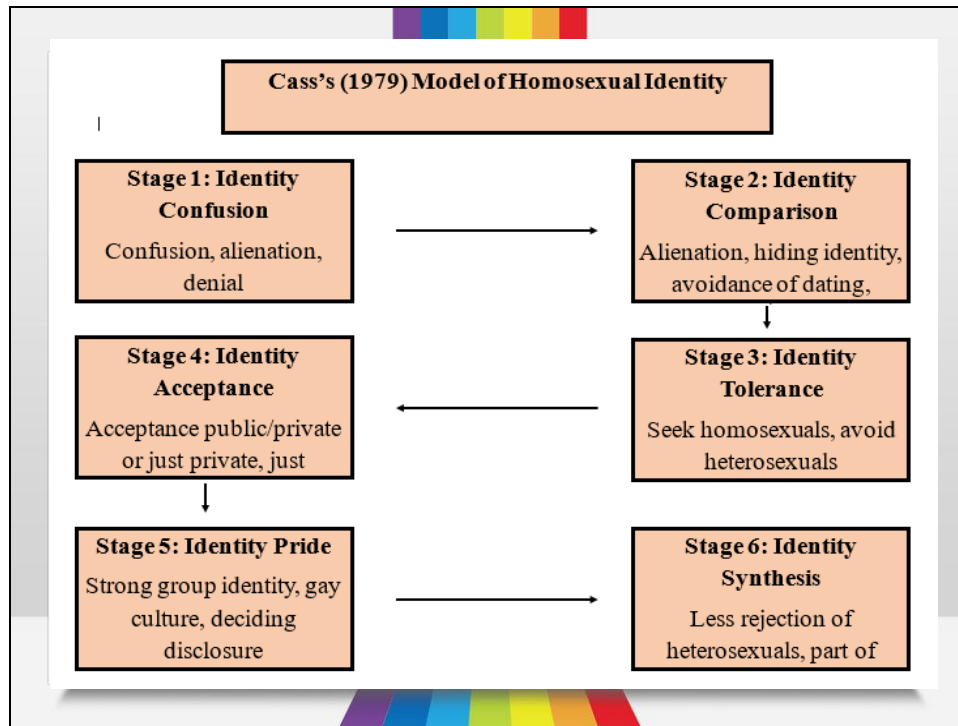 Cass's (1979) Model of Homosexual Identity
Stage 1: Identity
Confusion
Confusion, alienation,
denial
Stage 2: Identity
Comparison
Alienation, hiding identity,
avoidance of dating,
Stage 3: Identity
Tolerance
Seek homosexuals, avoid
heterosexuals
Stage 4: Identity
Acceptance
Acceptance public/private
or just private, just
Stage 5: Identity Pride
Strong group identity, gay
culture, deciding
disclosure
Stage 6: Identity
Synthesis
Less rejection of
heterosexuals, part of